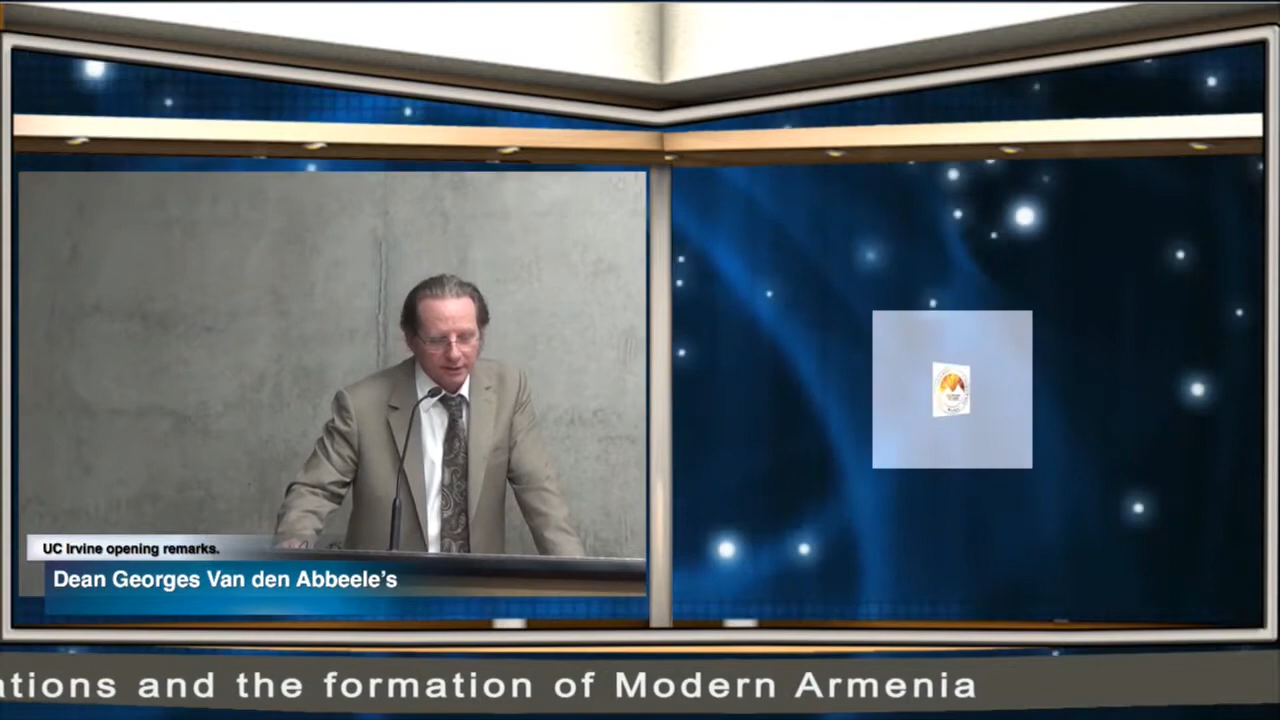 UC Irvine opening remarks.
Dean Georges Van den Abbeele's
ations and the formation of Modern Armenia